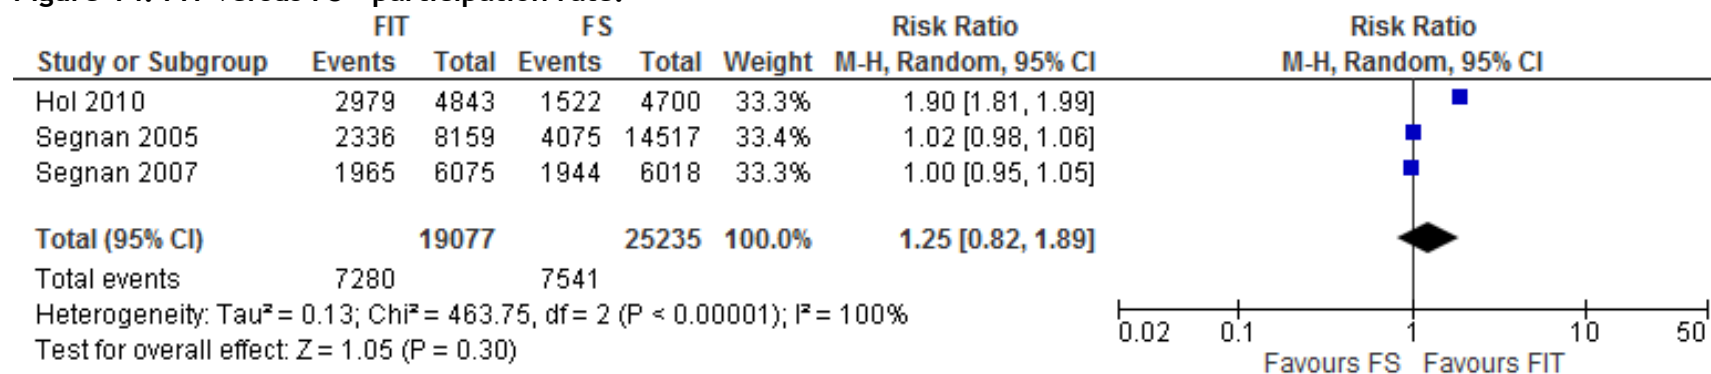 FIT FS Risk Ratio Risk Ratio
Study or Subgroup Events Total Events Total Weight M-H, Random, 95% CI M-H, Random, 95% CI
Hol 2010 2979 4843 1522 4700 33.3% 1.90 [1.81, 1.99]
Segnan 2005 2336 8159 4075 14517 33.4% 1.02 [0.98, 1.06]
Segnan 2007 1965 6075 1944 6018 33.3% 1.00 [0.95, 1.05]
Total (95% CI) 19077 25235 100.0% 1.25 [0.82, 1.89]
Total events 7280 7541
Heterogeneity: Tau² = 0.13; Chi² = 463.75, df = 2 (P < 0.00001); I² = 100%
Test for overall effect: Z = 1.05 (P = 0.30)
0.02 0.1 1 10 50
Favours FS Favours FIT